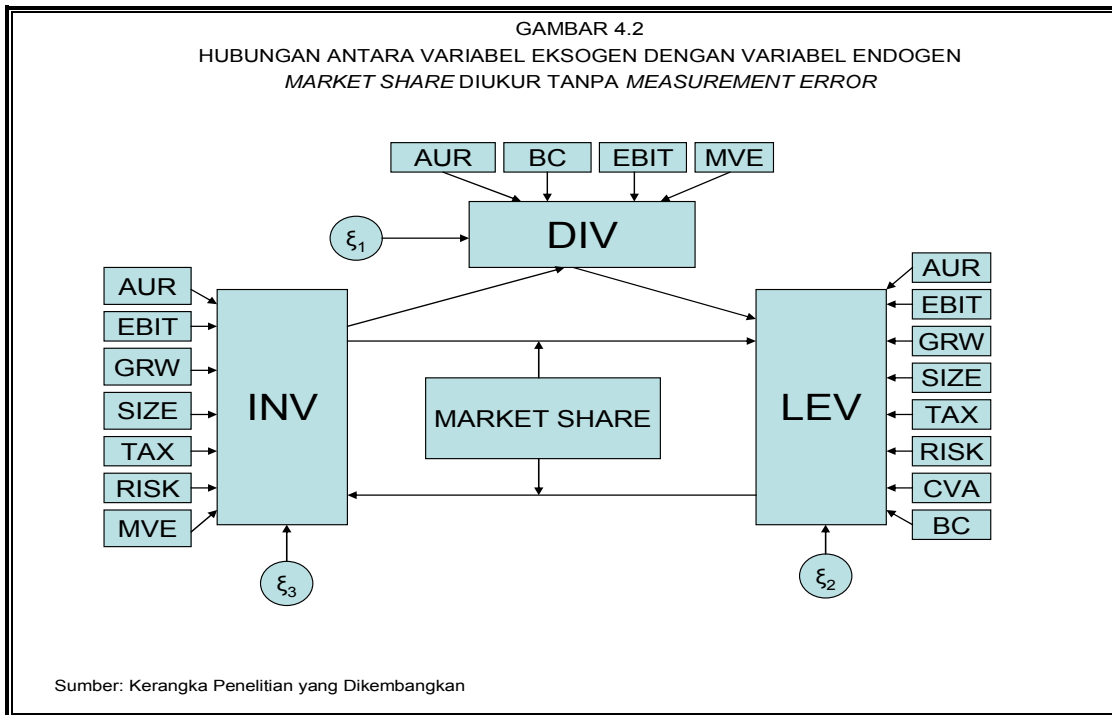 GAMBAR 4.2
HUBUNGAN ANTARA VARIABEL EKSOGEN DENGAN VARIABEL ENDOGEN
MARKET SHARE DIUKUR TANPA MEASUREMENT ERROR
AUR
BC
EBIT
MVE
DIV
ξ1
AUR
EBIT
GRW
SIZE
TAX
RISK
MVE
INV
ξ3
MARKET SHARE
LEV
ξ2
AUR
EBIT
GRW
SIZE
TAX
RISK
CVA
BC
Sumber: Kerangka Penelitian yang Dikembangkan